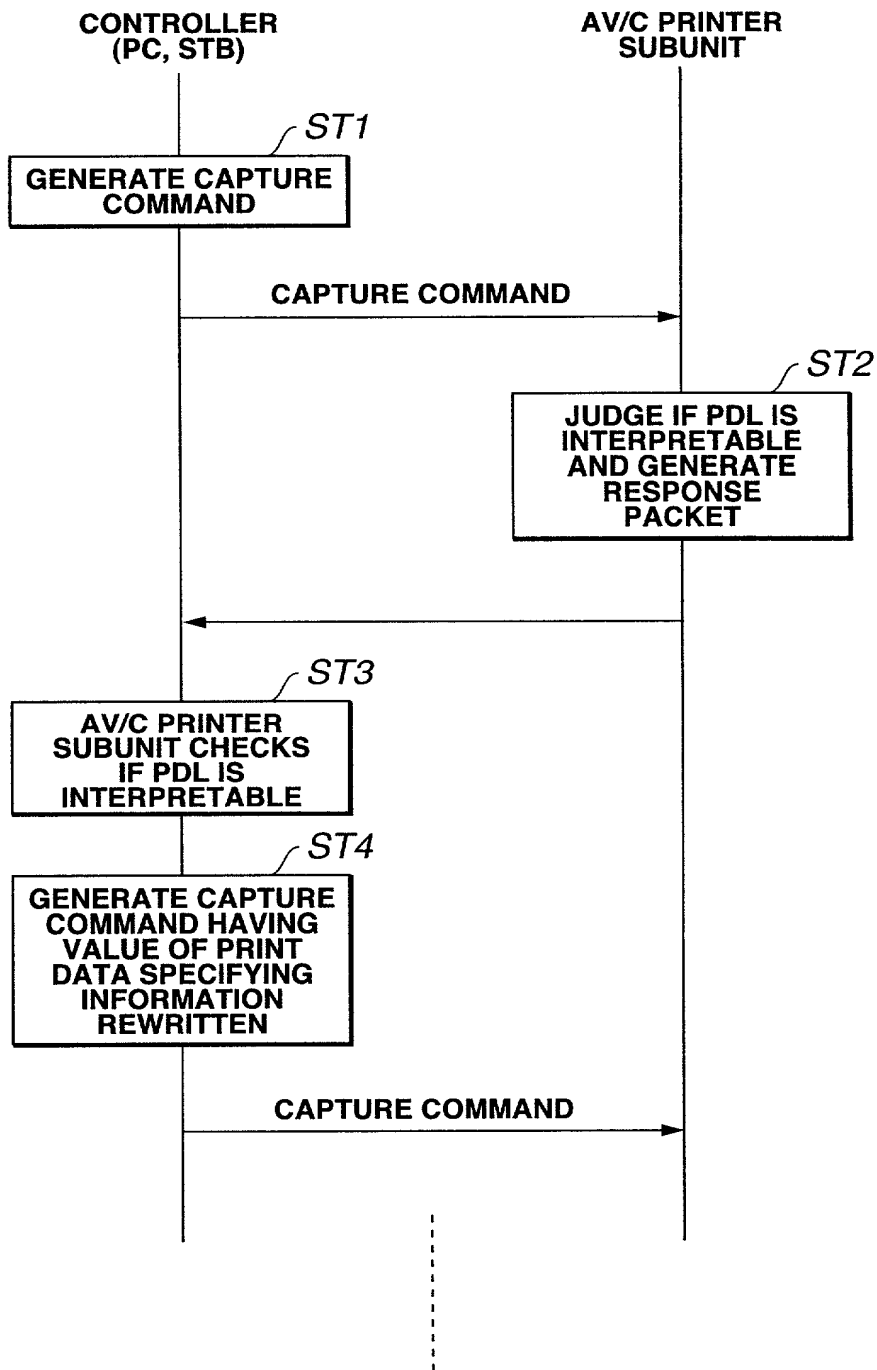 CONTROLLER
(PC, STB)
AV/C PRINTER
SUBUNIT
ST1
GENERATE CAPTURE
COMMAND
CAPTURE COMMAND
ST2
JUDGE IF PDL IS
INTERPRETABLE
AND GENERATE
RESPONSE
PACKET
ST3
AV/C PRINTER
SUBUNIT CHECKS
IF PDL IS
INTERPRETABLE
ST4
GENERATE CAPTURE
COMMAND HAVING
VALUE OF PRINT
DATA SPECIFYING
INFORMATION
REWRITTEN
CAPTURE COMMAND